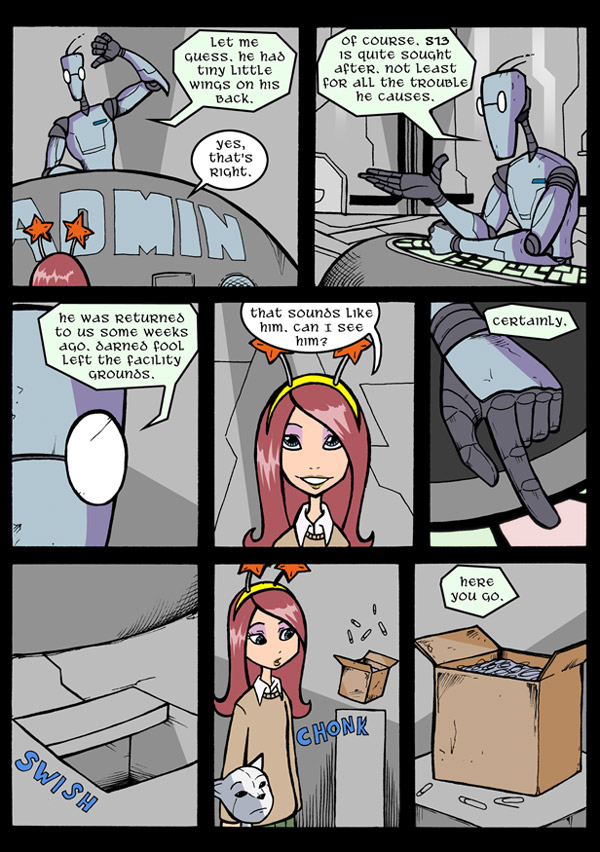 Let me
guess. he had
tiny little
wings on his
back.
yes,
that's
right.
ADMIN
of course. S13
is quite sought
after. not least
for all the trouble
he causes.
he was returned
to us some weeks
ago. darned fool
left the facility
grounds.
that sounds like
him. can I see
him?
certainly.
SWISH
CHONK
here
you go.